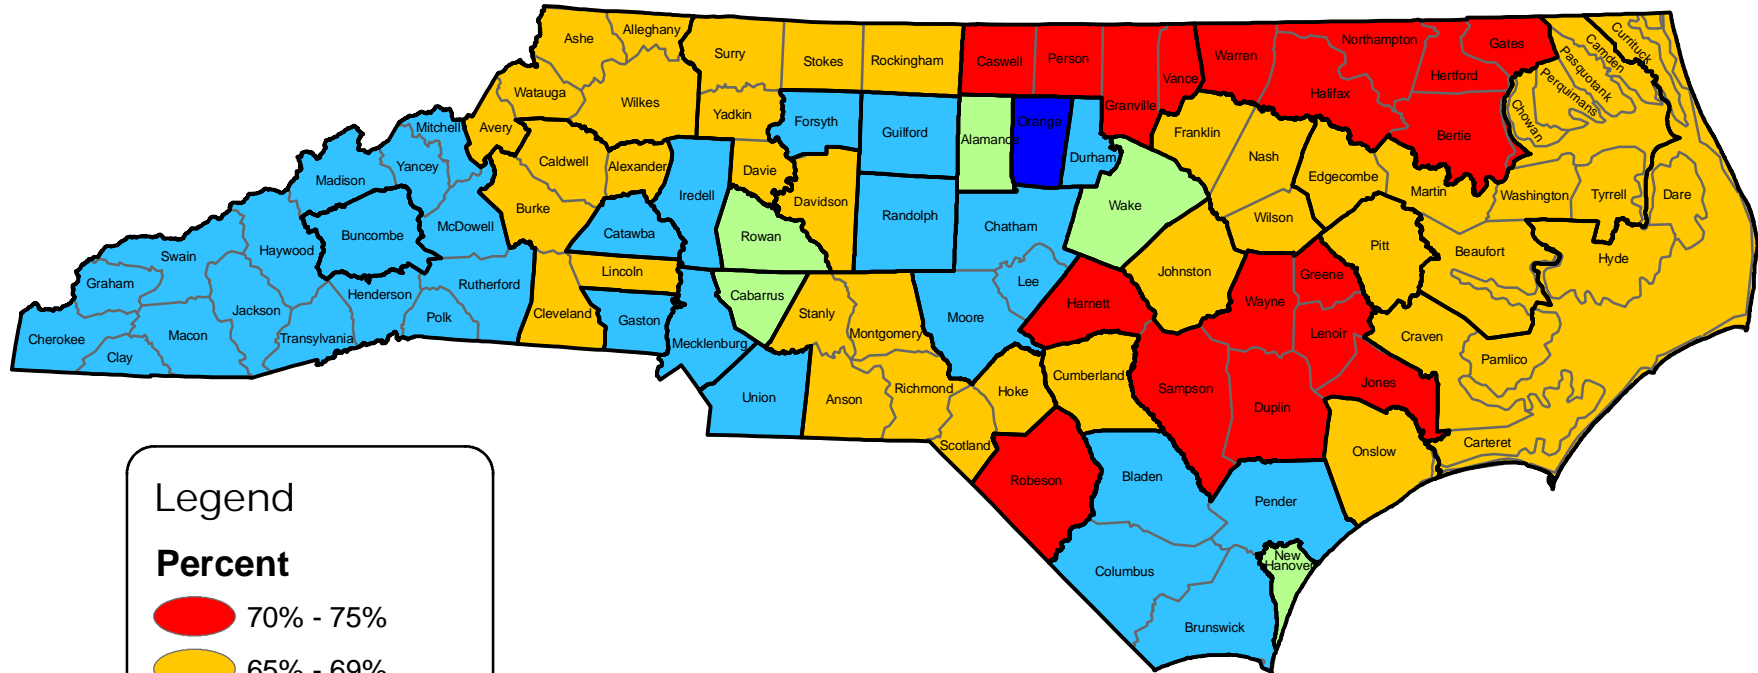 Alleghany
Ashe
Surry
Stokes
Rockingham
Caswell
Person
Granville
Vance
Warren
Northampton
Gates
Hertford
Halifax
Bertie
Currituck
Camden
Pasquotank
Perquimans
Chowan
Watauga
Wilkes
Yadkin
Forsyth
Guilford
Alamance
Orange
Durham
Franklin
Nash
Edgecombe
Martin
Washington
Tyrrell
Dare
Mitchell
Avery
Yancey
Madison
Caldwell
Alexander
Iredell
Davie
Davidson
Randolph
Chatham
Wake
Wilson
Pitt
Beaufort
Hyde
Burke
McDowell
Buncombe
Haywood
Swain
Graham
Catawba
Rowan
Lincoln
Cabarrus
Rutherford
Henderson
Polk
Cleveland
Gaston
Jackson
Macon
Transylvania
Cherokee
Clay
Mecklenburg
Stanly
Montgomery
Moore
Lee
Harnett
Johnston
Wayne
Greene
Lenoir
Craven
Pamlico
Jones
Union
Anson
Richmond
Hoke
Cumberland
Sampson
Duplin
Scotland
Onslow
Carteret
Robeson
Bladen
Pender
Columbus
New
Hanover
Brunswick
Legend
Percent
70% - 75%
65% - 69%